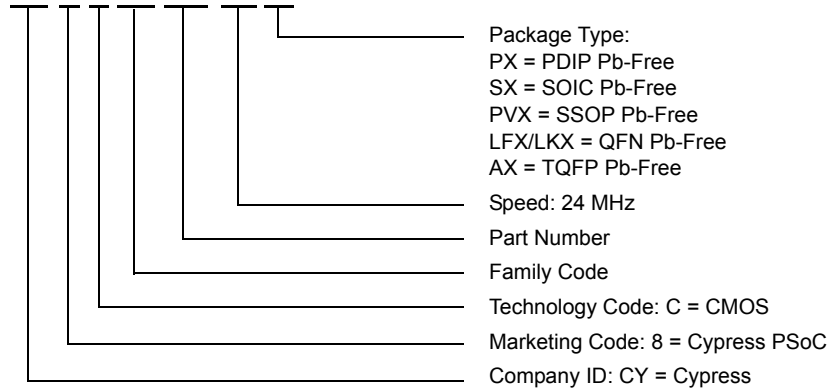 Package Type:
PX = PDIP Pb-Free
SX = SOIC Pb-Free
PVX = SSOP Pb-Free
LFX/LKX = QFN Pb-Free
AX = TQFP Pb-Free
Speed: 24 MHz
Part Number
Family Code
Technology Code: C = CMOS
Marketing Code: 8 = Cypress PSoC
Company ID: CY = Cypress